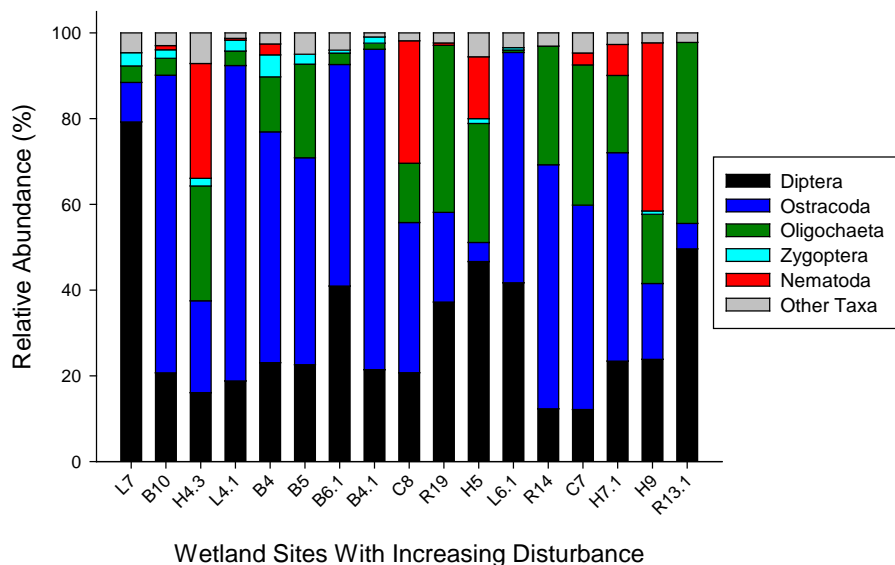 100
80
60
40
20
0
Relative Abundance (%)
L7 B10 H4.3 L4.1 B4 B5 B6.1 B4.1 C8 R19 H5 L6.1 R14 C7 H7.1 H9 R13.1
Wetland Sites With Increasing Disturbance
Diptera
Ostracoda
Oligochaeta
Zygoptera
Nematoda
Other Taxa